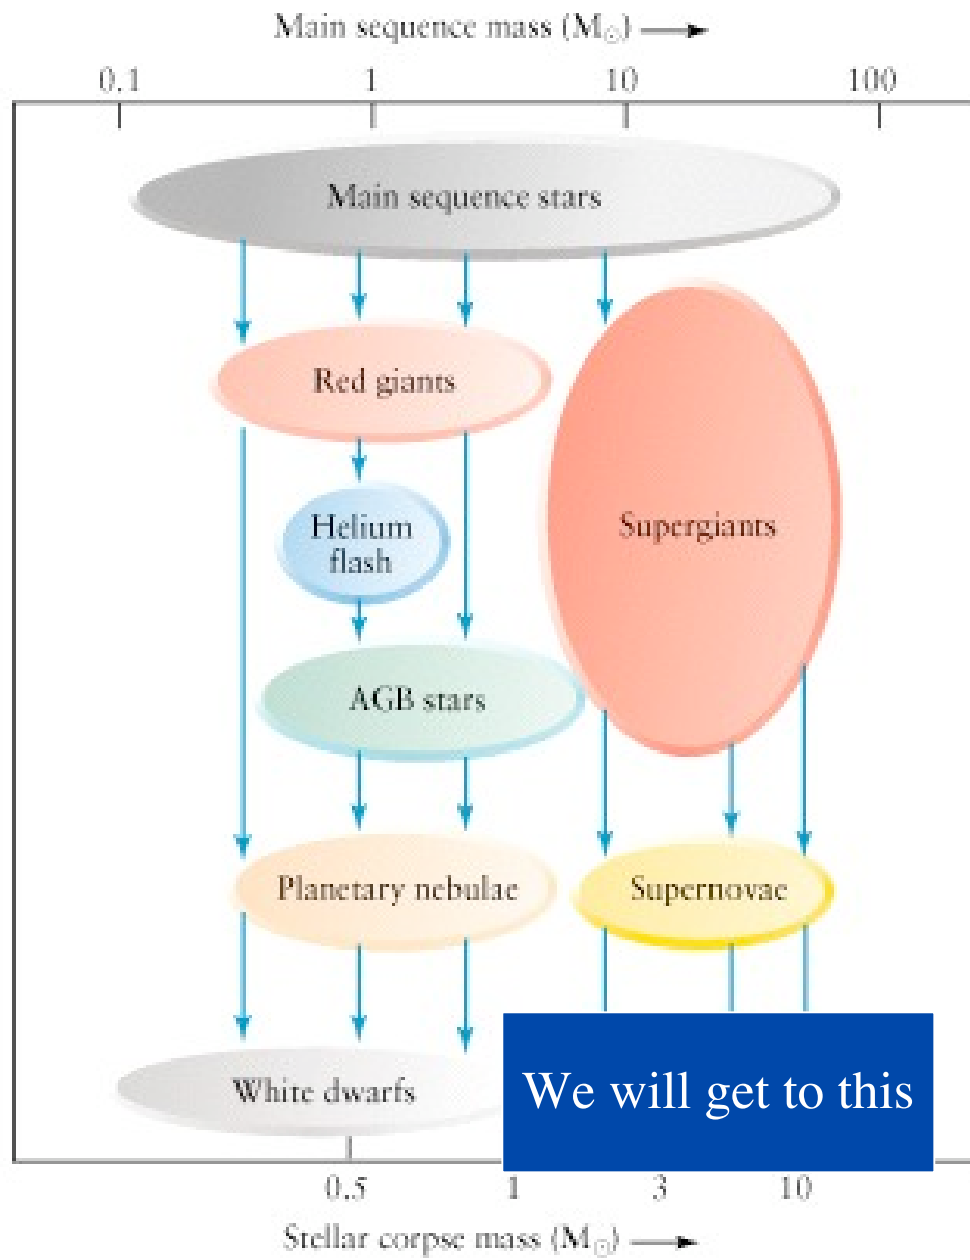 Main sequence mass (M☉) →
0.1 1 10 100
Main sequence stars
Red giants
Helium
flash
Supergiants
AGB stars
Planetary nebulae
Supernovae
White dwarfs
We will get to this
0.5 1 3 10
Stellar corpse mass (M☉) →